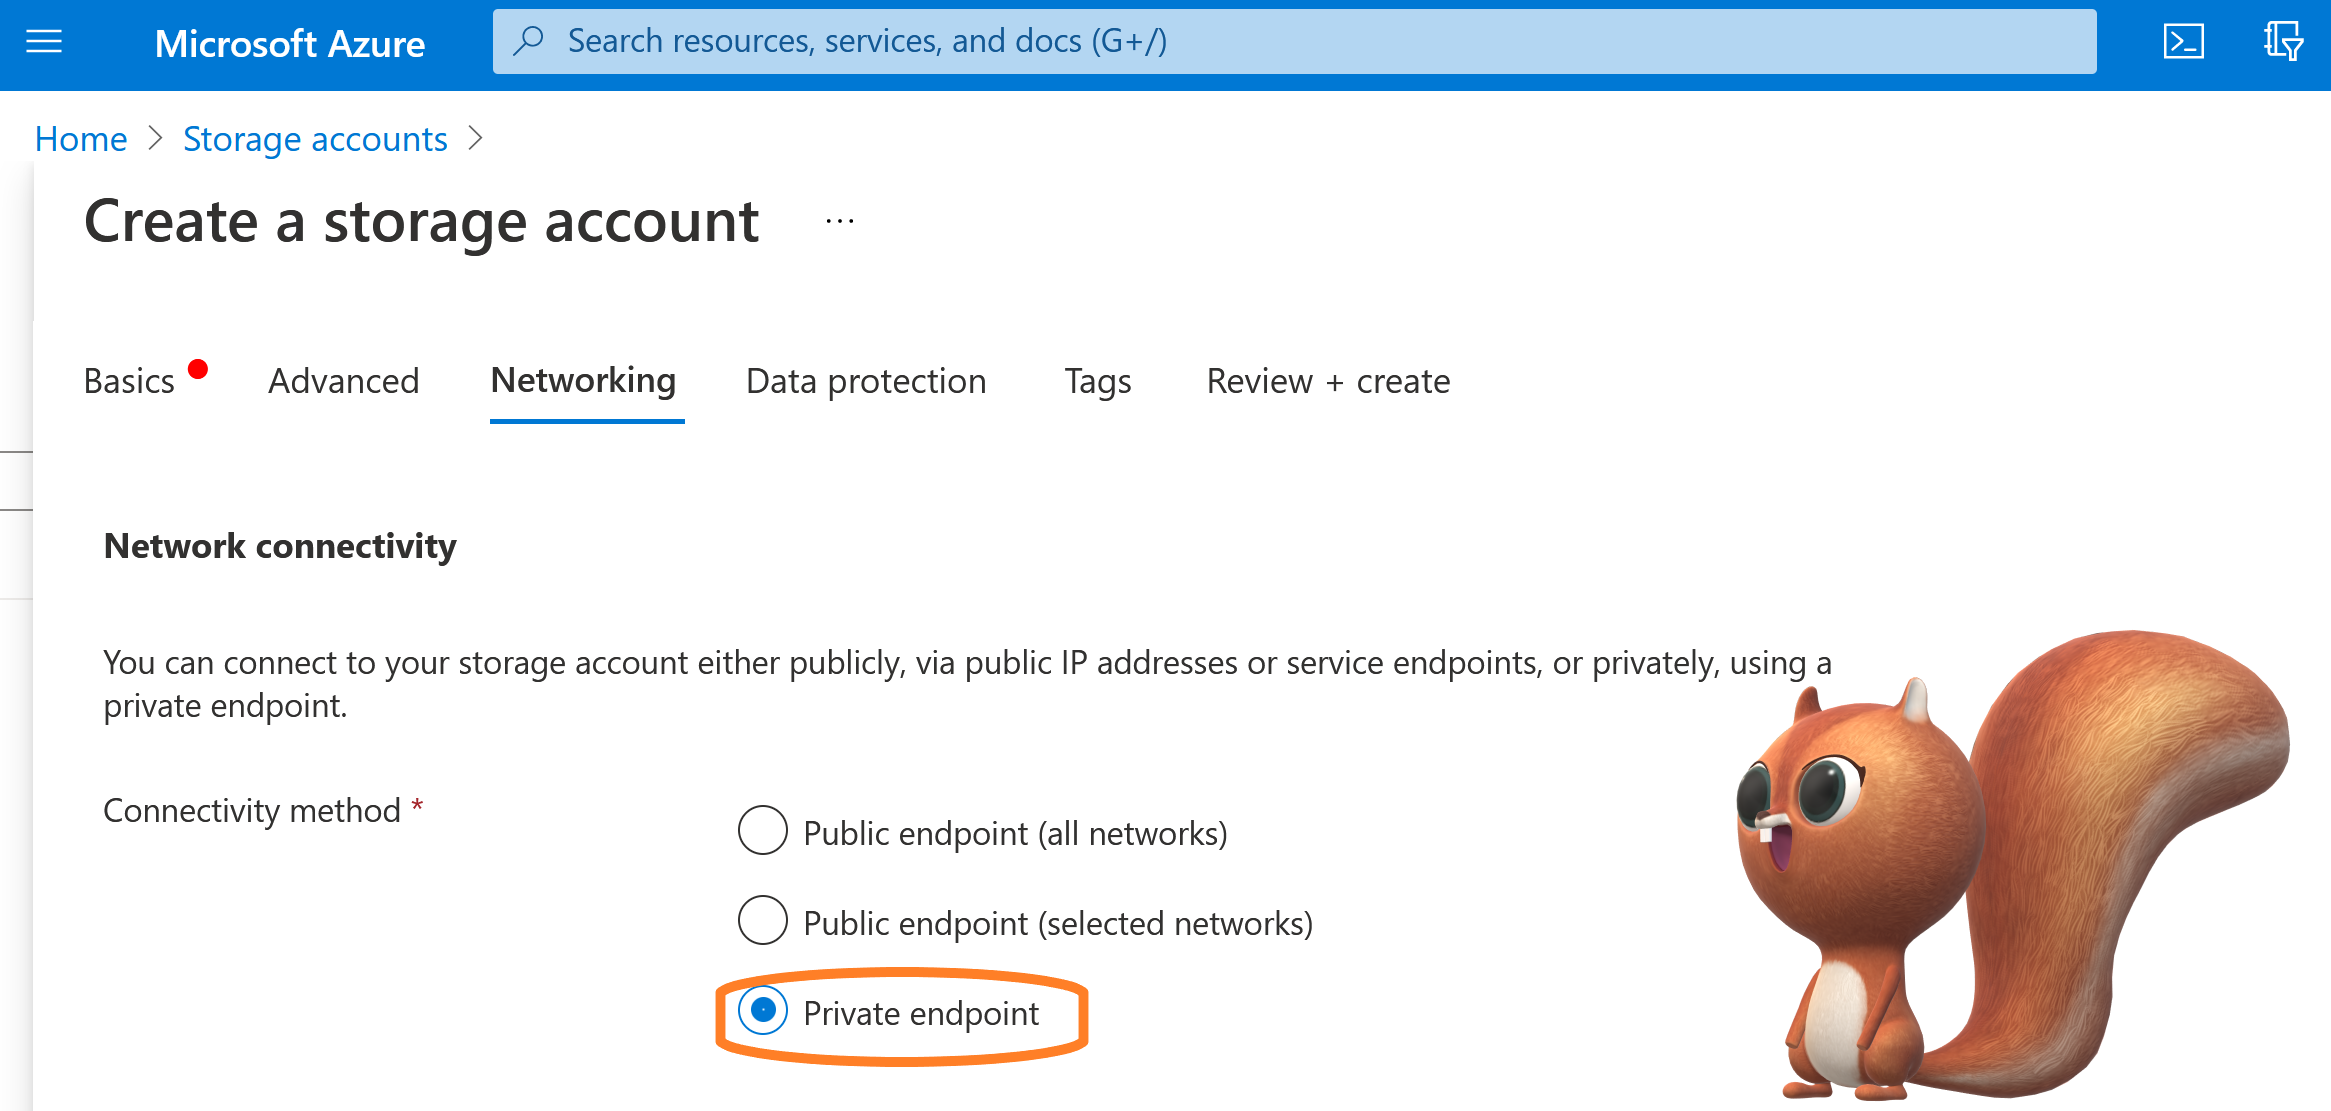 Microsoft Azure
Search resources, services, and docs (G+/)
Home > Storage accounts >
Create a storage account ...
Basics Advanced Networking Data protection Tags Review + create
Network connectivity
You can connect to your storage account either publicly, via public IP addresses or service endpoints, or privately, using a
private endpoint.
Connectivity method *
Public endpoint (all networks)
Public endpoint (selected networks)
Private endpoint